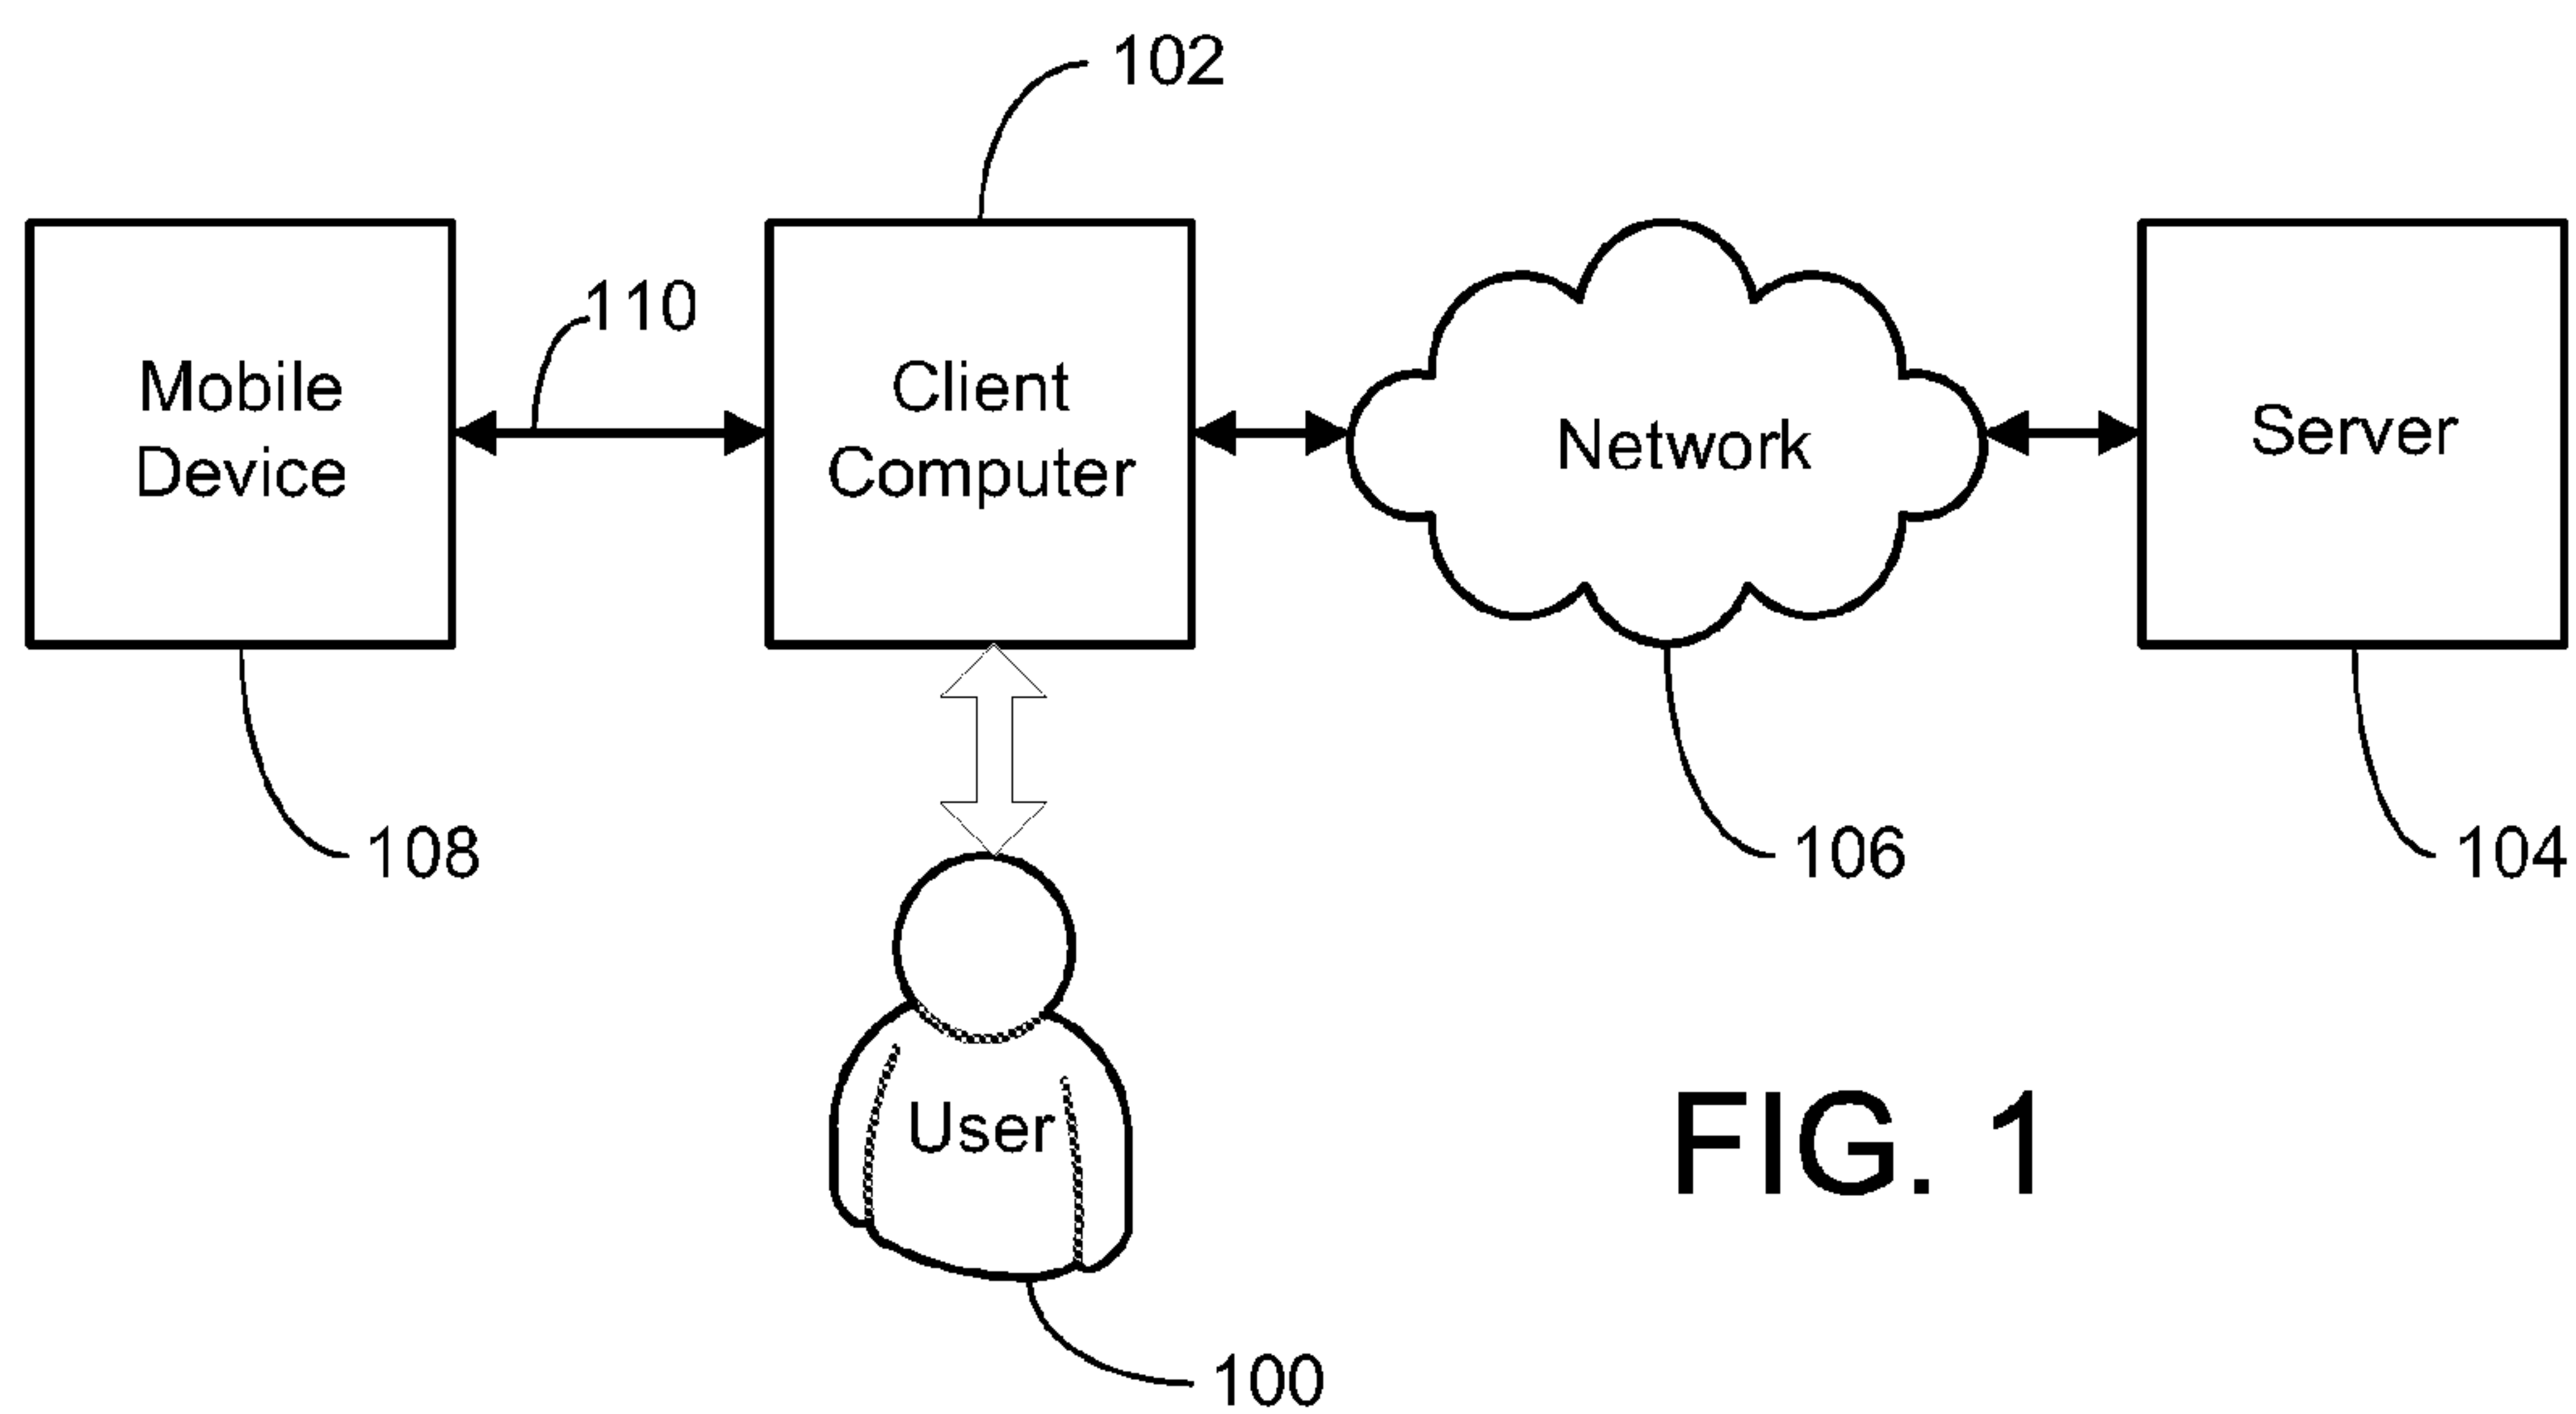 102
110
Mobile
Device
Client
Computer
Network
Server
108
106
104
User
FIG. 1
100